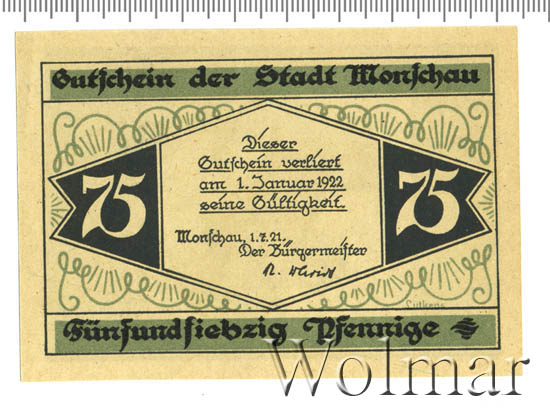 Gutschein der Stadt Monschau
Dieser
Gutschein verliert
am 1. Januar 1922
seine Gültigkeit.
75
75
Monschau, 1.7.21.
Der Bürgermeister
Lütkens
Fünfundsiebzig Pfennige
Wolmar